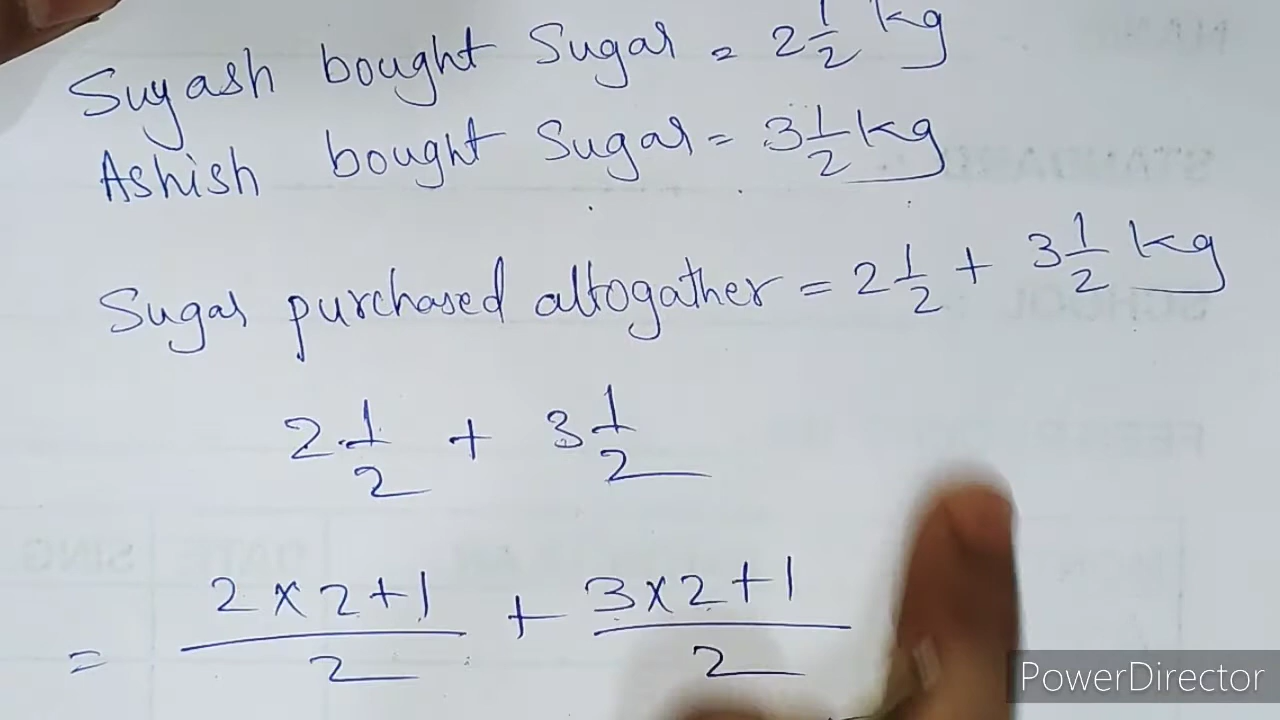 Suyash bought Sugar = 2 1/2 kg
Ashish bought Sugar = 3 1/2 kg
Sugar purchased altogather = 2 1/2 + 3 1/2 kg
2 1/2 + 3 1/2
= 2 × 2 + 1 / 2 + 3 × 2 + 1 / 2
PowerDirector